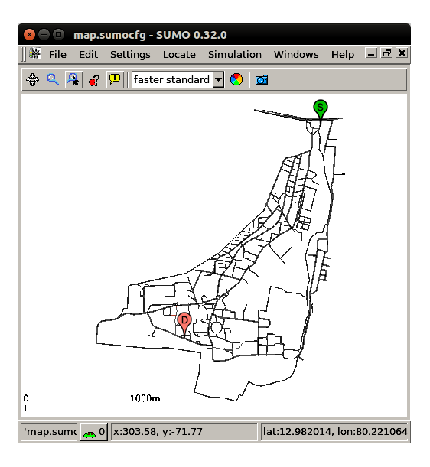 map.sumocfg - SUMO 0.32.0
File Edit Settings Locate Simulation Windows Help
faster standard
S
D
0 1000m
'map.sumc 0 x:303.58, y:-71.77 lat:12.982014, lon:80.221064